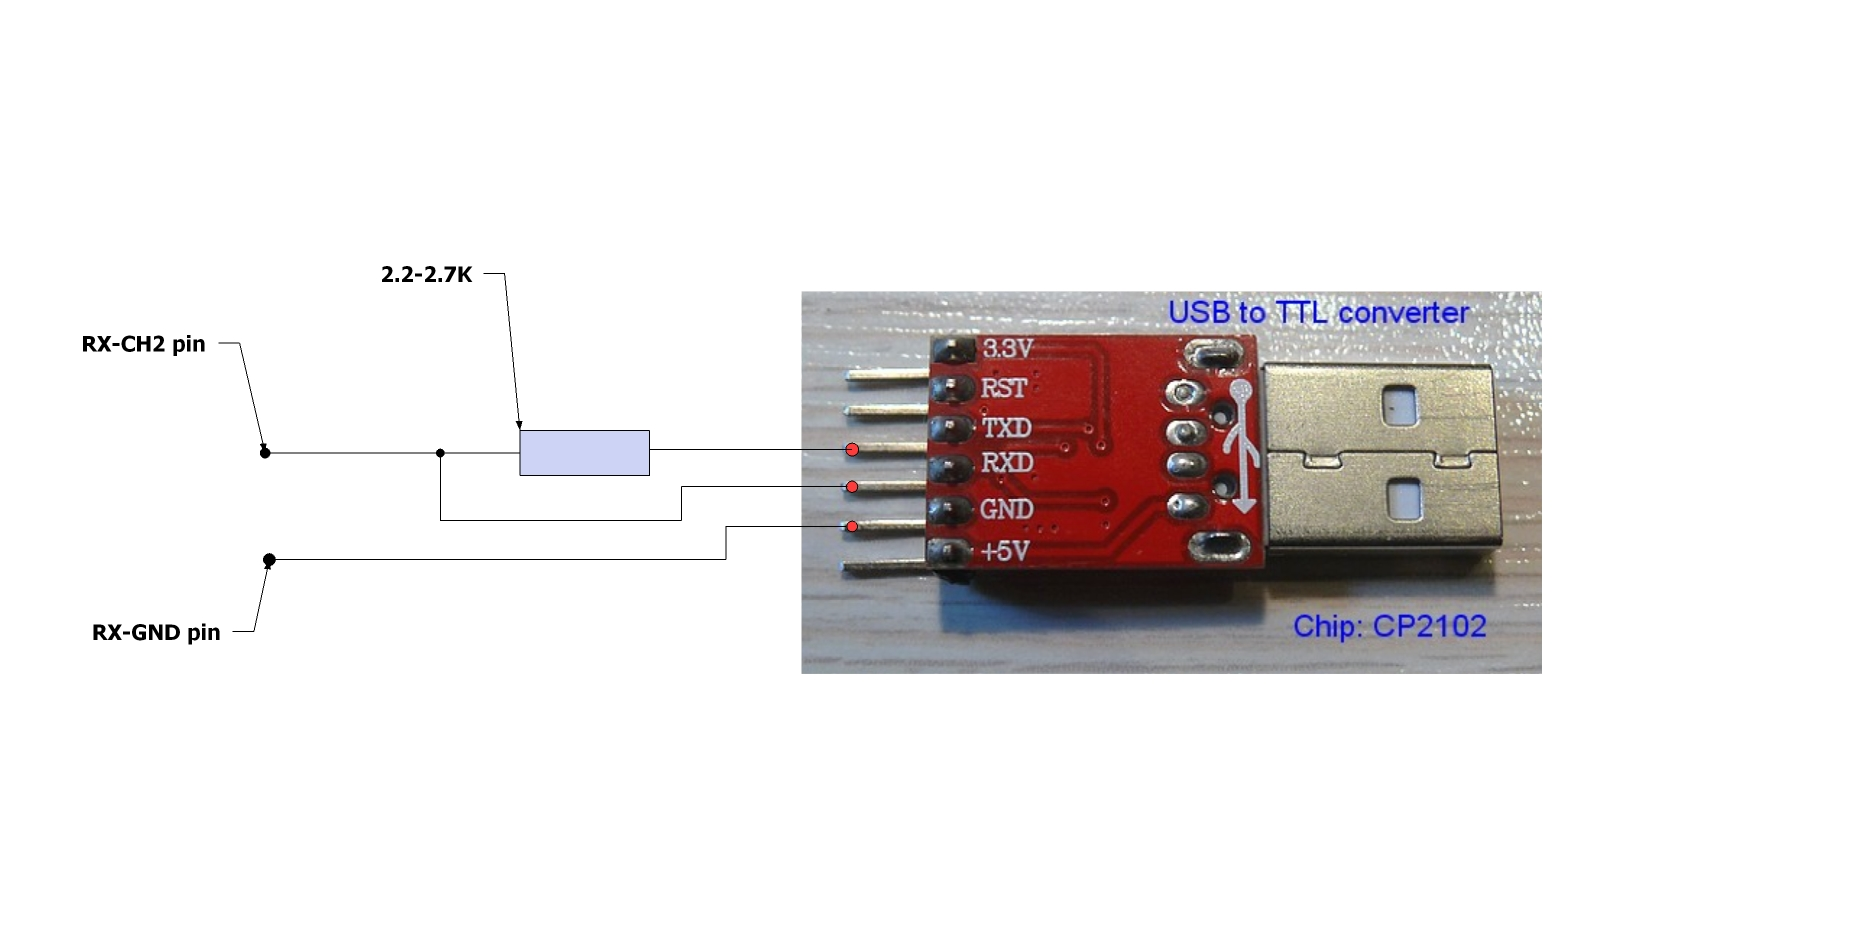 2.2-2.7K
RX-CH2 pin
RX-GND pin
USB to TTL converter
3.3V
RST
TXD
RXD
GND
+5V
Chip: CP2102